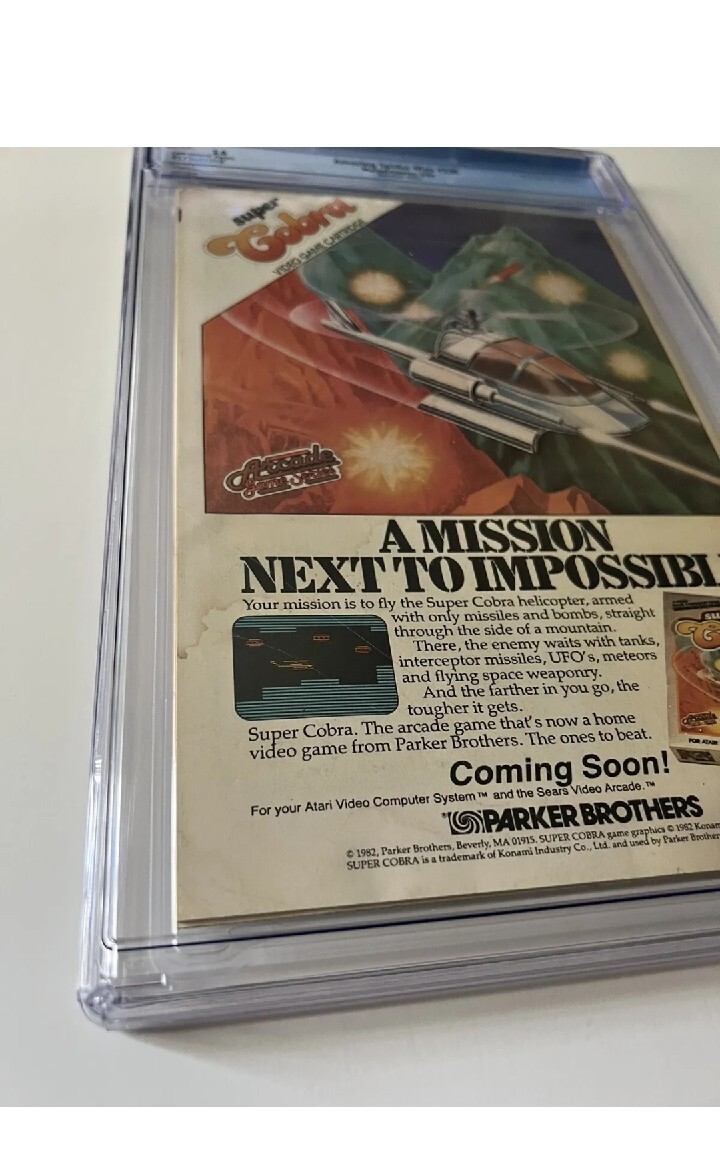 super
Cobra
VIDEO GAME CARTRIDGE
Arcade
Game Series
A MISSION
NEXT TO IMPOSSIBL
Your mission is to fly the Super Cobra helicopter, armed
with only missiles and bombs, straight
through the side of a mountain.
There, the enemy waits with tanks,
interceptor missiles, UFO's, meteors
and flying space weaponry.
And the farther in you go, the
tougher it gets.
Super Cobra. The arcade game that's now a home
video game from Parker Brothers. The ones to beat.
Coming Soon!
For your Atari Video Computer System™ and the Sears Video Arcade.™
PARKER BROTHERS
© 1982, Parker Brothers, Beverly, MA 01915. SUPER COBRA game graphics © 1982 Konam
SUPER COBRA is a trademark of Konami Industry Co., Ltd. and used by Parker Brother
FOR ATARI